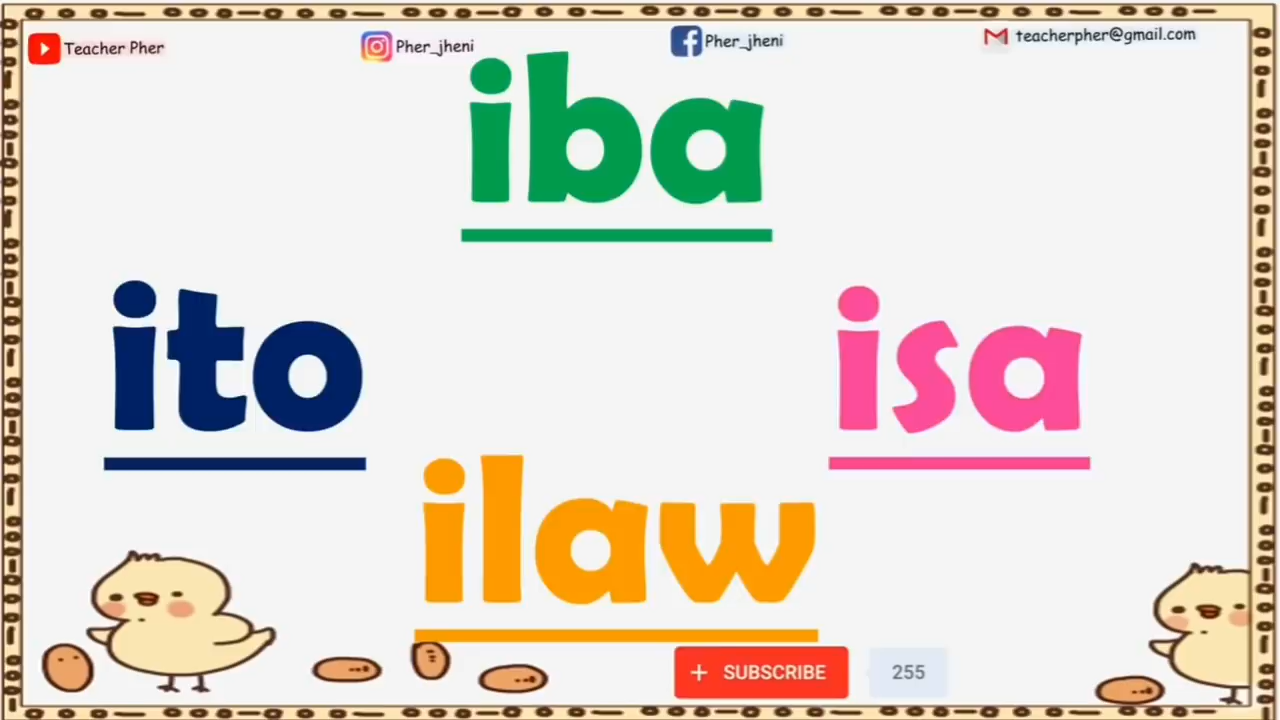 Teacher Pher
Pher_jheni
Pher_jheni
teacherpher@gmail.com
iba
ito
isa
ilaw
+ SUBSCRIBE
255